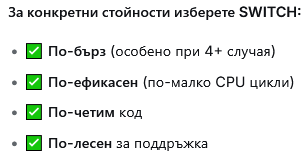 За конкретни стойности изберете SWITCH:
• ✅ По-бърз (особено при 4+ случая)
• ✅ По-ефикасен (по-малко CPU цикли)
• ✅ По-четим код
• ✅ По-лесен за поддръжка